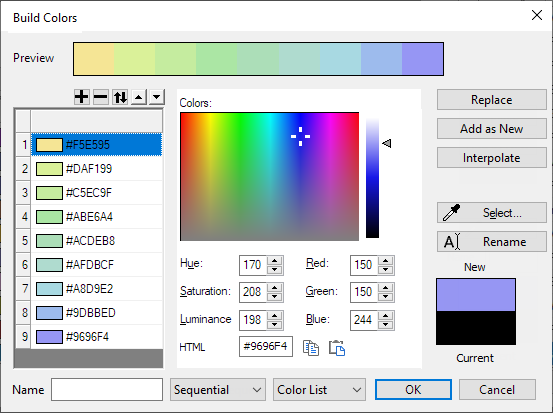 Build Colors
Preview
Colors:
1 #F5E595
2 #DAF199
3 #C5EC9F
4 #ABE6A4
5 #ACDEB8
6 #AFDBCF
7 #A8D9E2
8 #9DBBED
9 #9696F4
Hue: 170 Red: 150
Saturation: 208 Green: 150
Luminance 198 Blue: 244
HTML #9696F4
Replace
Add as New
Interpolate
Select...
A Rename
New
Current
Name Sequential Color List OK Cancel